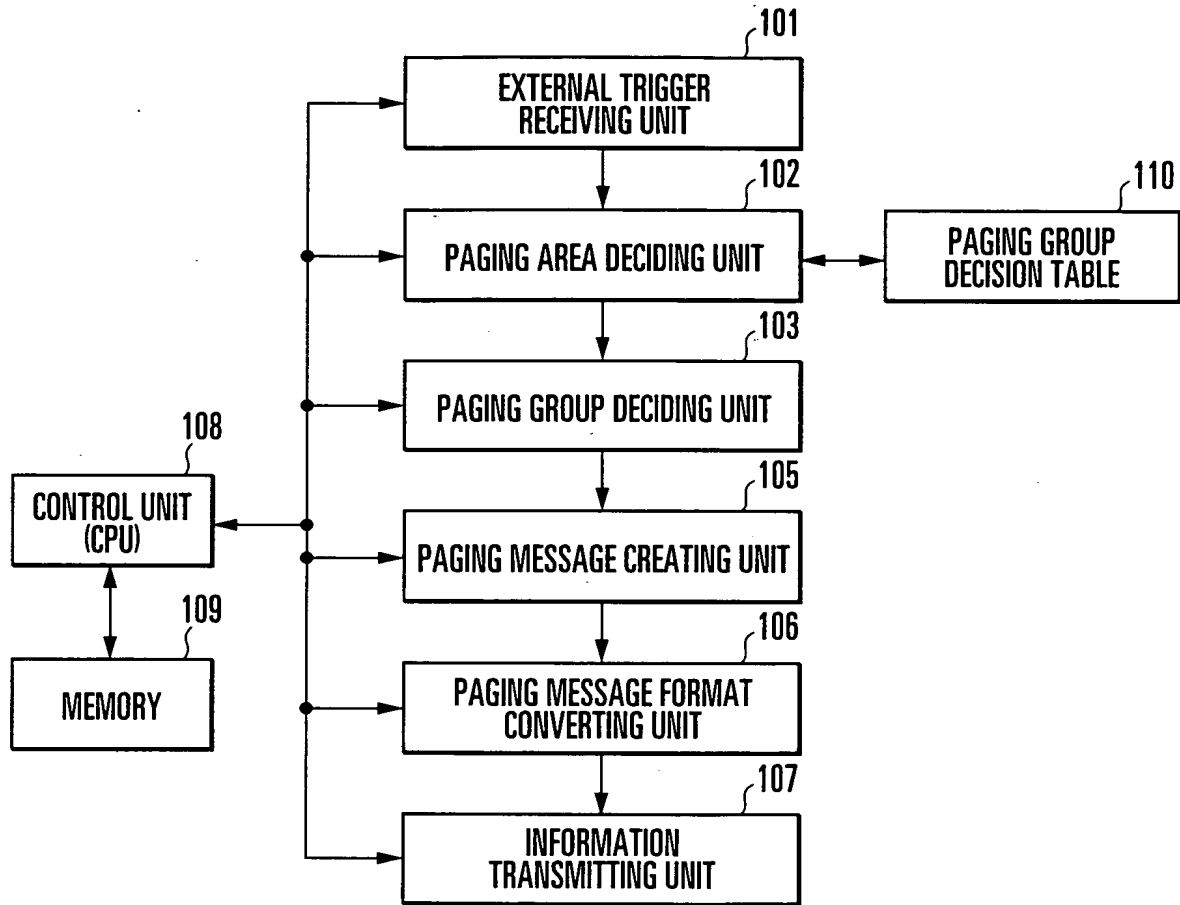 101
EXTERNAL TRIGGER
RECEIVING UNIT
102
PAGING AREA DECIDING UNIT
110
PAGING GROUP
DECISION TABLE
103
PAGING GROUP DECIDING UNIT
108
CONTROL UNIT
(CPU)
105
PAGING MESSAGE CREATING UNIT
109
MEMORY
106
PAGING MESSAGE FORMAT
CONVERTING UNIT
107
INFORMATION
TRANSMITTING UNIT